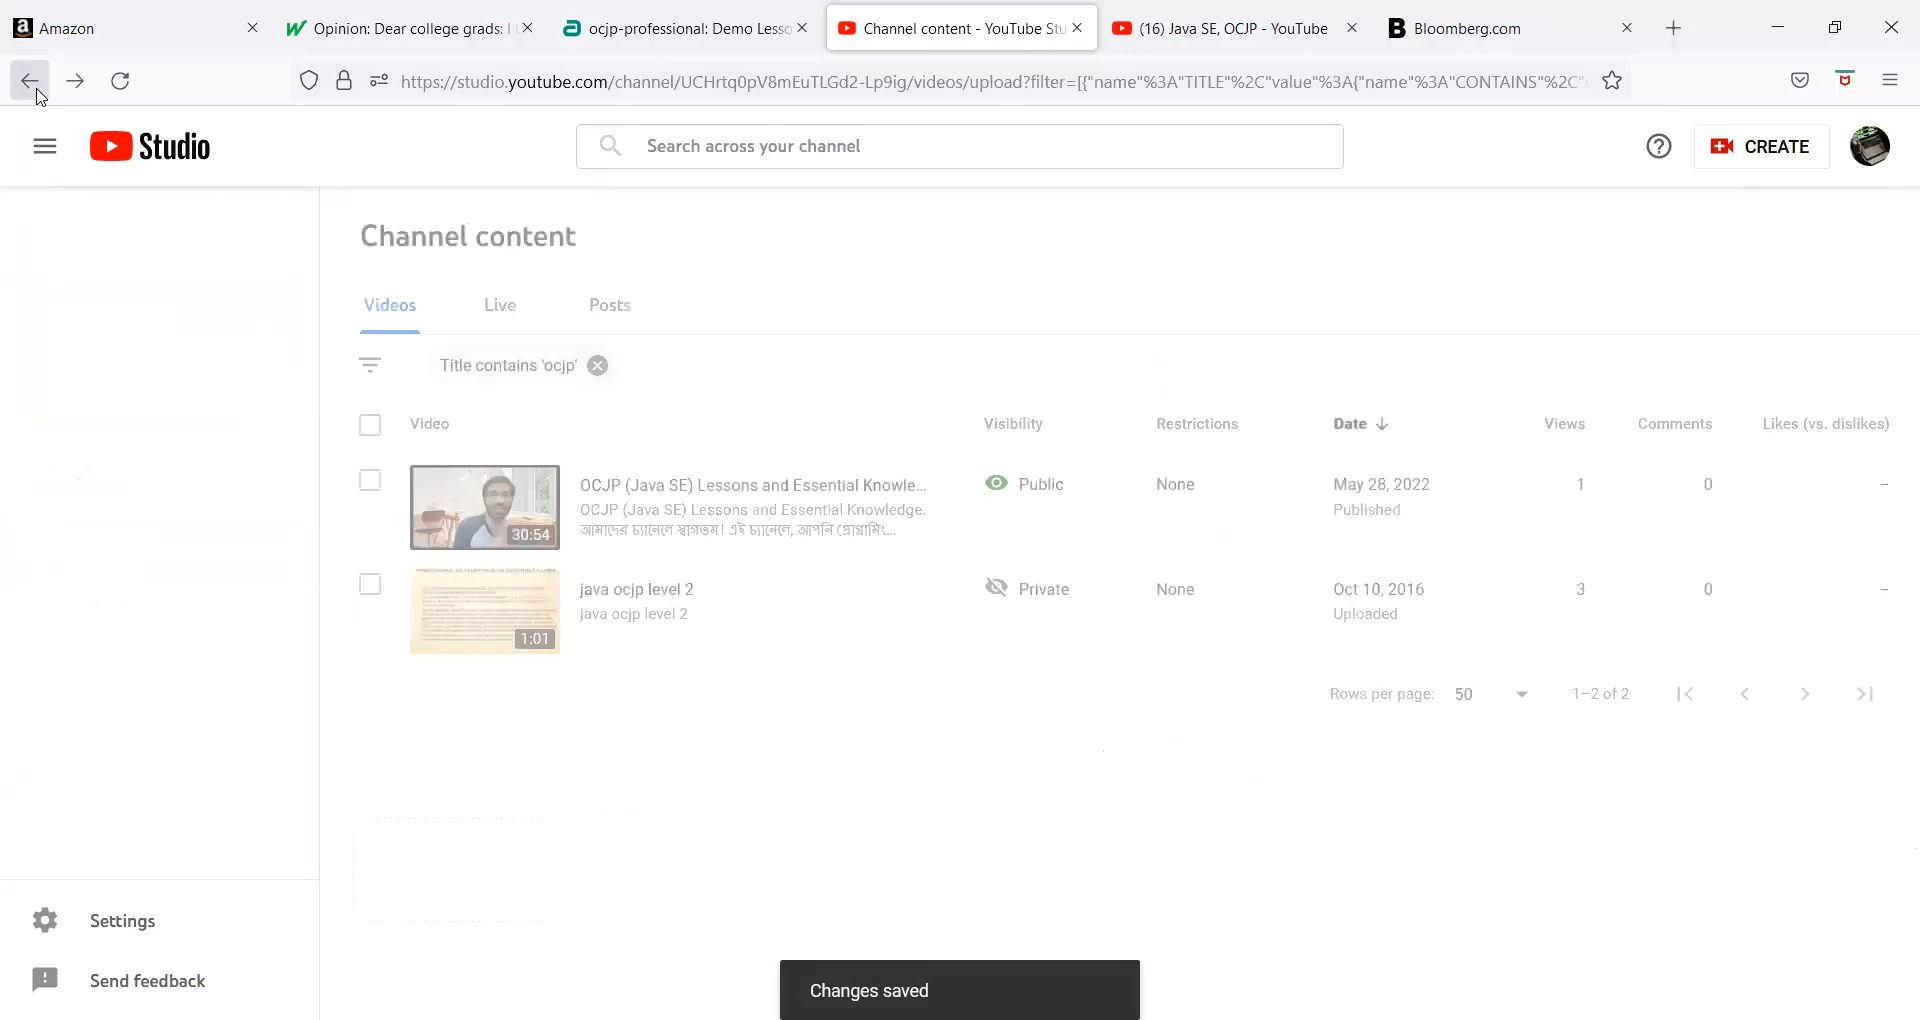 Amazon
Opinion: Dear college grads: I
ocjp-professional: Demo Lesso
Channel content - YouTube Stu
(16) Java SE, OCJP - YouTube
Bloomberg.com
https://studio.youtube.com/channel/UCHrtq0pV8mEuTLGd2-Lp9ig/videos/upload?filter=[{"name"%3A"TITLE"%2C"value"%3A{"name"%3A"CONTAINS"%2C"
Studio
Search across your channel
CREATE
Channel content
Videos
Live
Posts
Title contains 'ocjp'
Video
Visibility
Restrictions
Date
Views
Comments
Likes (vs. dislikes)
30:54
OCJP (Java SE) Lessons and Essential Knowle...
OCJP (Java SE) Lessons and Essential Knowledge.
আমাদের চ্যানেলে স্বাগতম। এই চ্যানেলে, আপনি প্রোগ্রামিং...
Public
None
May 28, 2022
Published
1
0
–
1:01
java ocjp level 2
java ocjp level 2
Private
None
Oct 10, 2016
Uploaded
3
0
–
Rows per page: 50
1–2 of 2
Settings
Send feedback
Changes saved